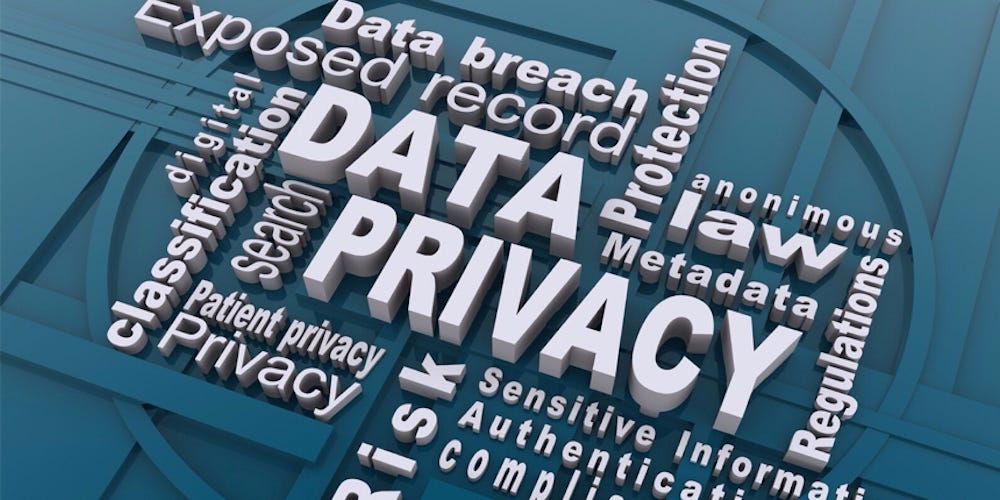 Exposed record
Data breach
Protection
digital
classification
search
DATA
PRIVACY
anonimous
law
Metadata
Regulations
Patient privacy
Privacy
Risk
Sensitive Informati
Authenticati
compli